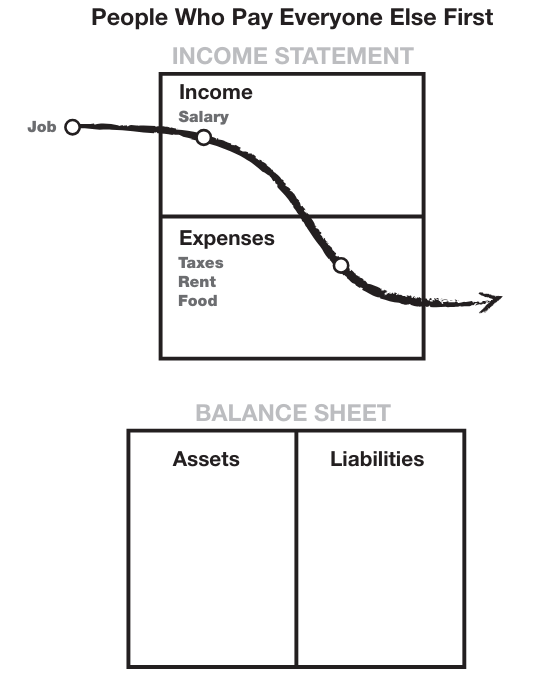 People Who Pay Everyone Else First
INCOME STATEMENT
Income
Salary
Job
Expenses
Taxes
Rent
Food
BALANCE SHEET
Assets
Liabilities